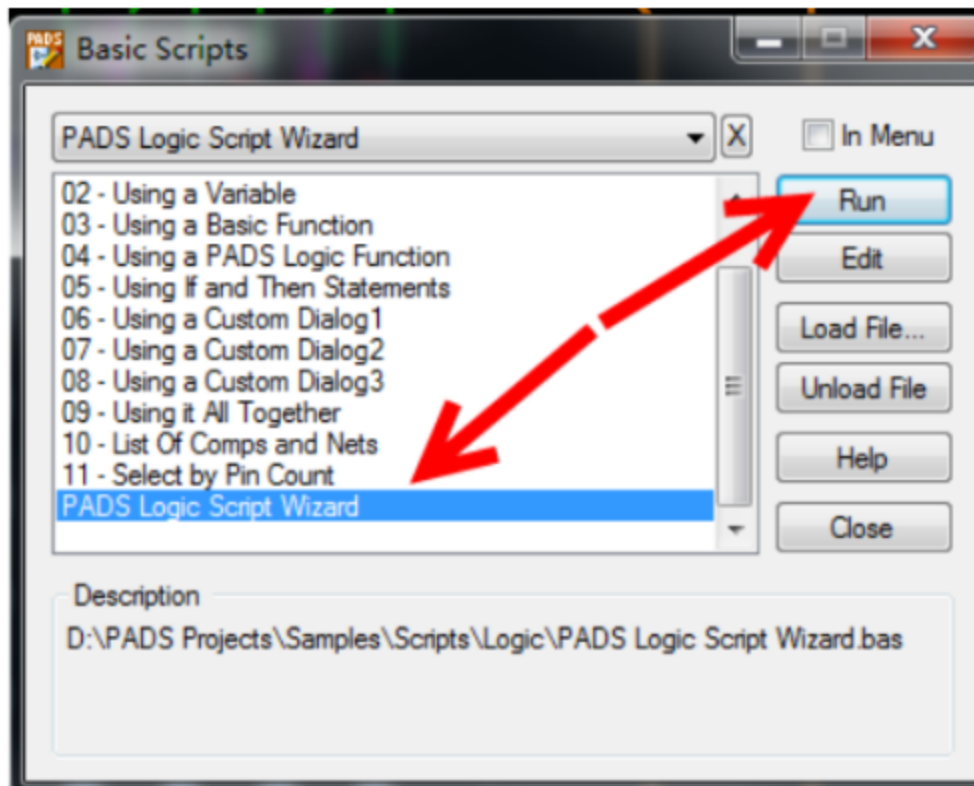 PADS
Basic Scripts
PADS Logic Script Wizard
X
In Menu
02 - Using a Variable
03 - Using a Basic Function
04 - Using a PADS Logic Function
05 - Using If and Then Statements
06 - Using a Custom Dialog1
07 - Using a Custom Dialog2
08 - Using a Custom Dialog3
09 - Using it All Together
10 - List Of Comps and Nets
11 - Select by Pin Count
PADS Logic Script Wizard
Run
Edit
Load File...
Unload File
Help
Close
Description
D:\PADS Projects\Samples\Scripts\Logic\PADS Logic Script Wizard.bas